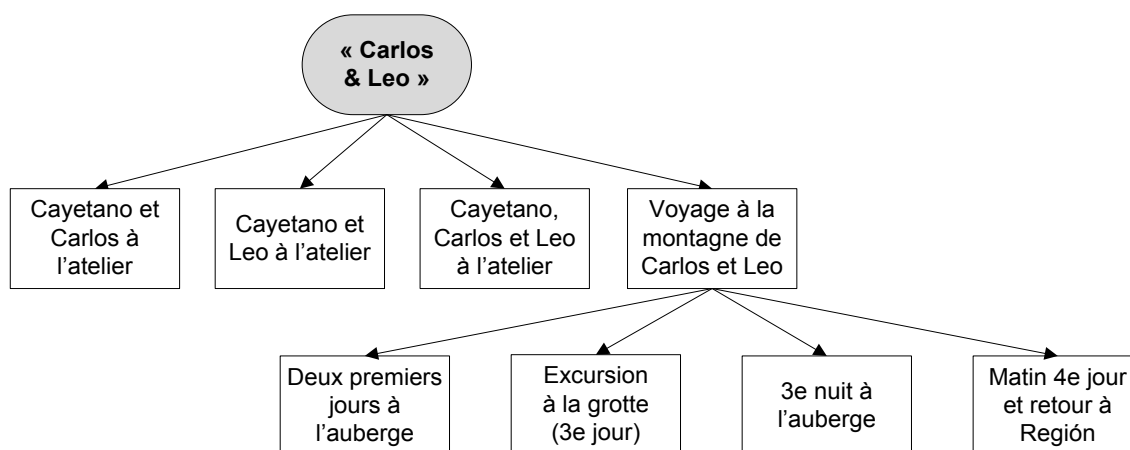 « Carlos
& Leo »
Cayetano et
Carlos à
l’atelier
Cayetano et
Leo à l’atelier
Cayetano,
Carlos et Leo
à l’atelier
Voyage à la
montagne de
Carlos et Leo
Deux premiers
jours à
l’auberge
Excursion
à la grotte
(3e jour)
3e nuit à
l’auberge
Matin 4e jour
et retour à
Región